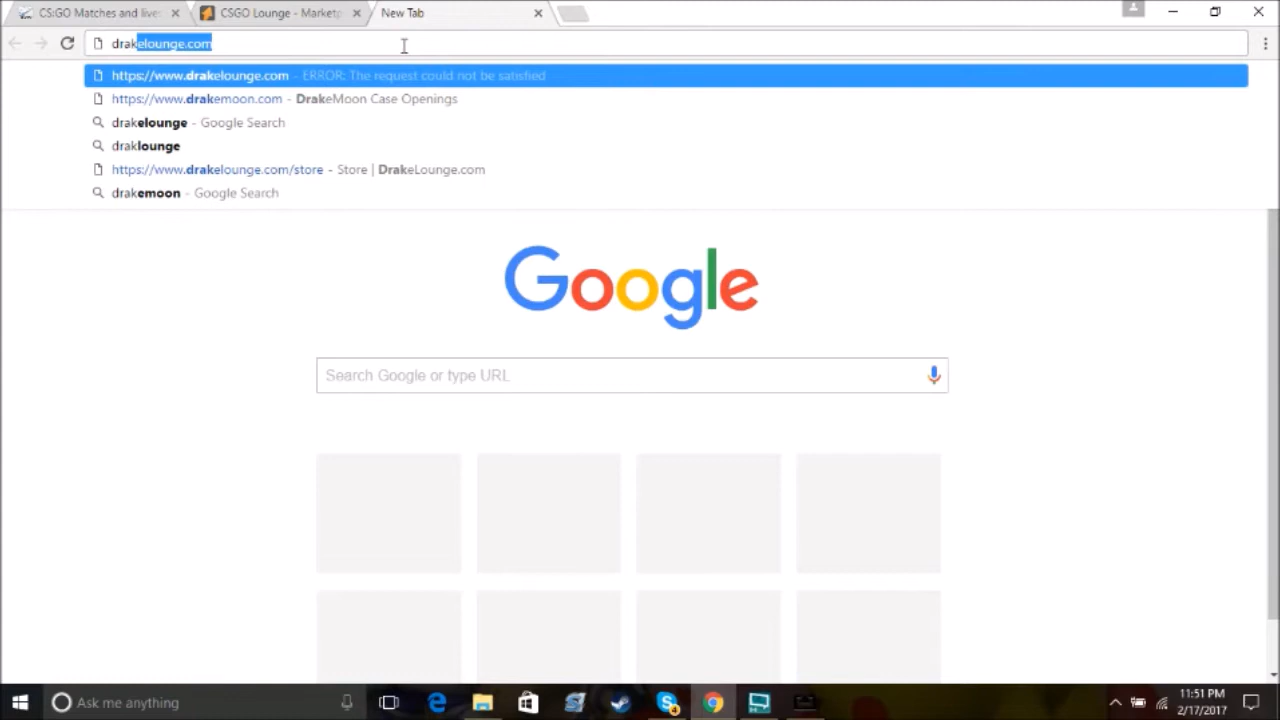 CS:GO Matches and lives
CSGO Lounge - Marketp
New Tab
drakelounge.com
https://www.drakelounge.com - ERROR: The request could not be satisfied
https://www.drakemoon.com - DrakeMoon Case Openings
drakelounge - Google Search
draklounge
https://www.drakelounge.com/store - Store | DrakeLounge.com
drakemoon - Google Search
Google
Search Google or type URL
Ask me anything
4
11:51 PM
2/17/2017